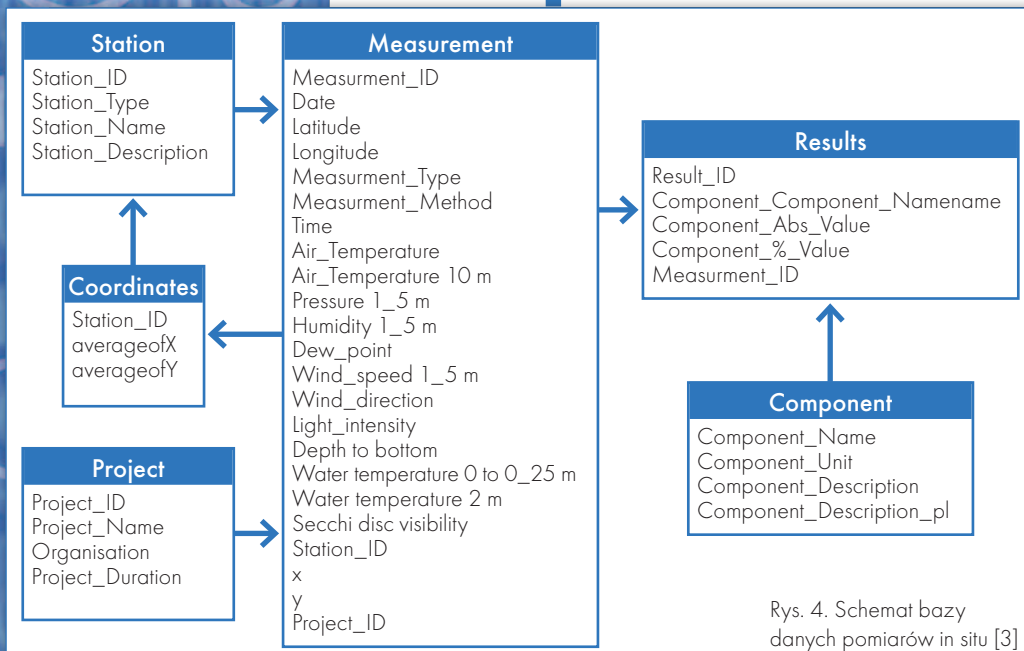 Station
Station_ID
Station_Type
Station_Name
Station_Description
Coordinates
Station_ID
averageofX
averageofY
Project
Project_ID
Project_Name
Organisation
Project_Duration
Measurement
Measurment_ID
Date
Latitude
Longitude
Measurment_Type
Measurment_Method
Time
Air_Temperature
Air_Temperature 10 m
Pressure 1_5 m
Humidity 1_5 m
Dew_point
Wind_speed 1_5 m
Wind_direction
Light_intensity
Depth to bottom
Water temperature 0 to 0_25 m
Water temperature 2 m
Secchi disc visibility
Station_ID
x
y
Project_ID
Results
Result_ID
Component_Component_Namename
Component_Abs_Value
Component_%_Value
Measurment_ID
Component
Component_Name
Component_Unit
Component_Description
Component_Description_pl
Rys. 4. Schemat bazy
danych pomiarów in situ [3]